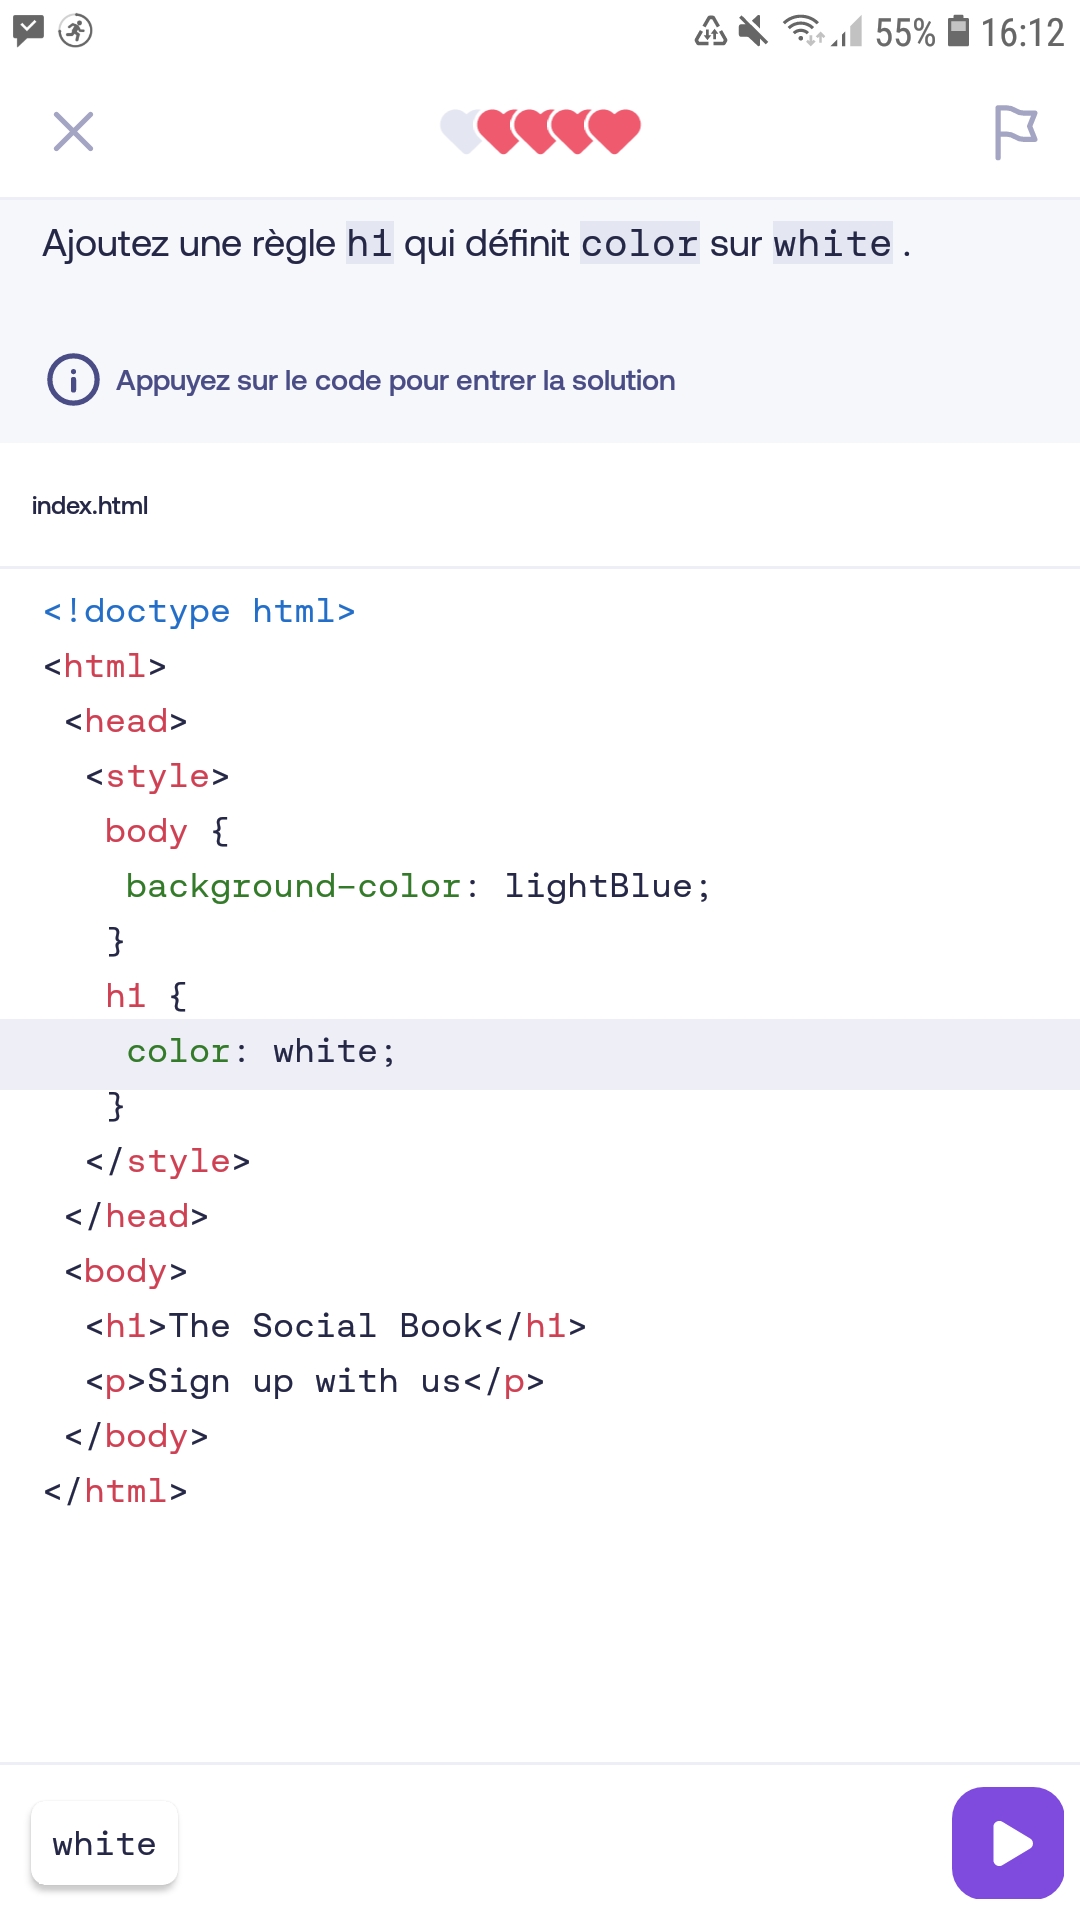 55% 16:12
Ajoutez une règle h1 qui définit color sur white .
Appuyez sur le code pour entrer la solution
index.html
<!doctype html>
<html>
<head>
<style>
body {
background-color: lightBlue;
}
h1 {
color: white;
}
</style>
</head>
<body>
<h1>The Social Book</h1>
<p>Sign up with us</p>
</body>
</html>
white